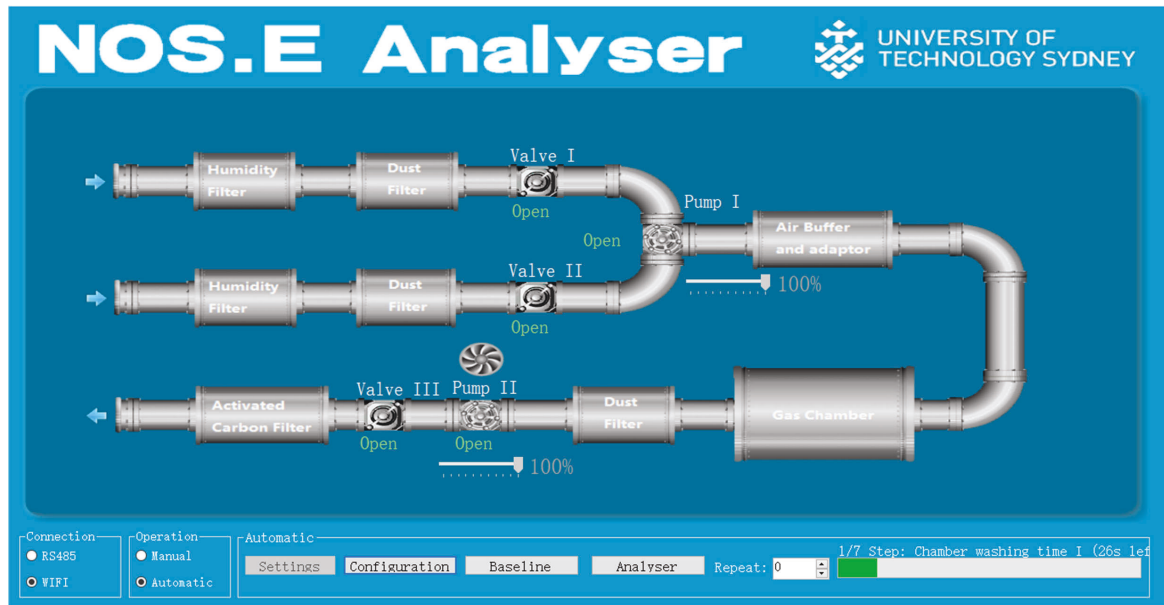 NOS.E Analyser
UNIVERSITY OF
TECHNOLOGY SYDNEY
Valve I
Humidity
Filter
Dust
Filter
Open
Pump I
Open
Air Buffer
and adaptor
100%
Valve II
Humidity
Filter
Dust
Filter
Open
Valve III
Pump II
Activated
Carbon Filter
Dust
Filter
Gas Chamber
Open
Open
100%
Connection
RS485
WIFI
Operation
Manual
Automatic
Automatic
Settings
Configuration
Baseline
Analyser
Repeat: 0
1/7 Step: Chamber washing time I (26s lef